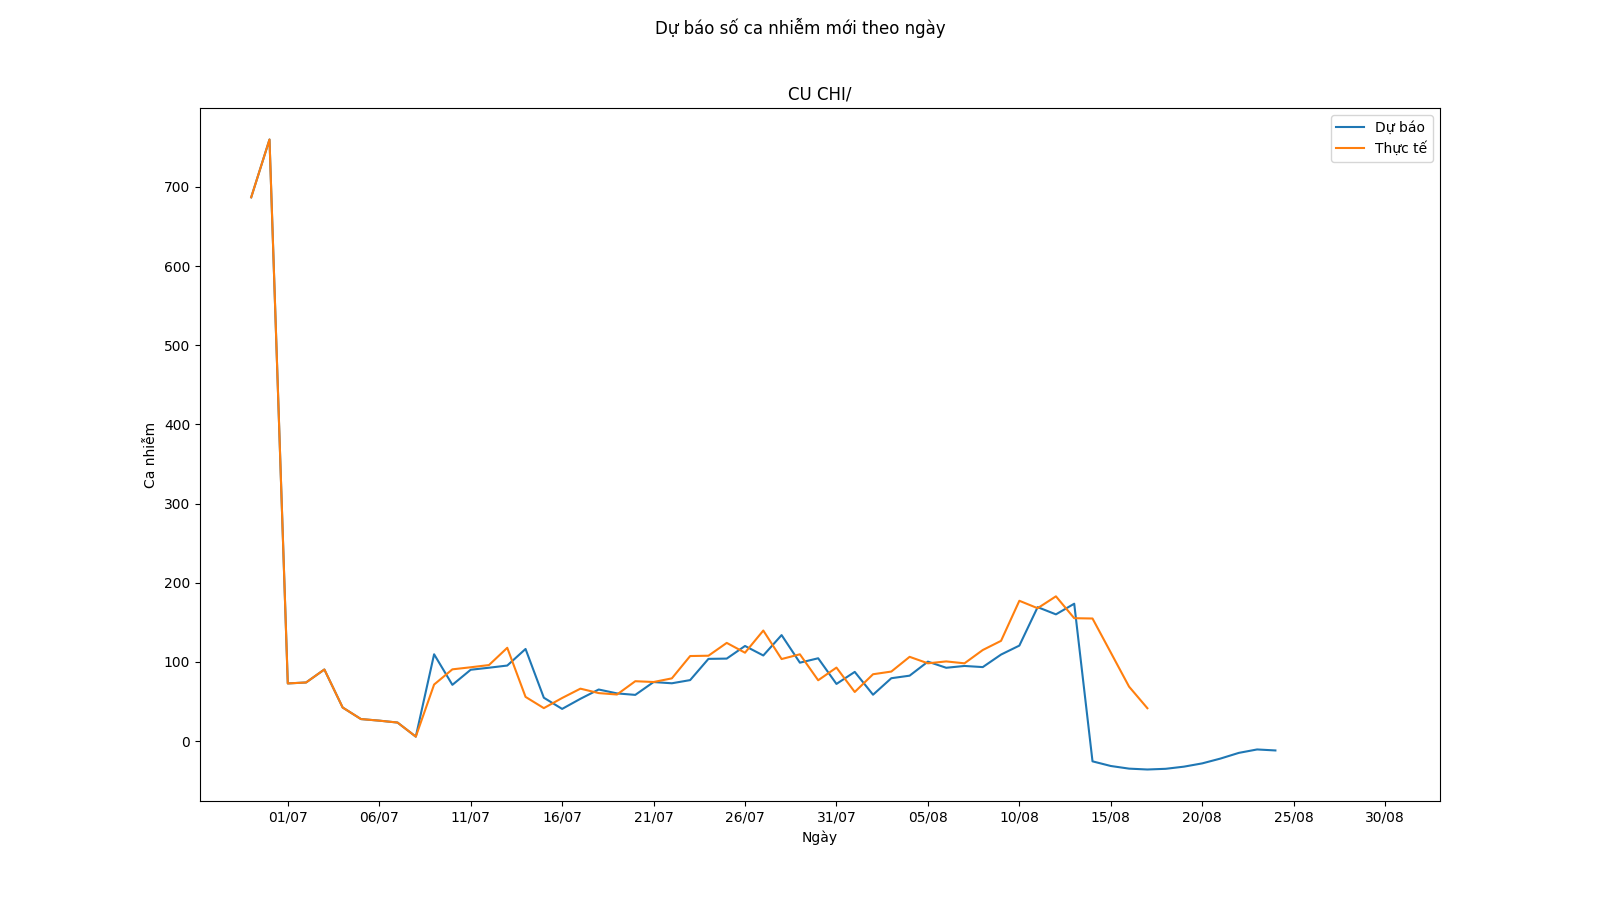 Dự báo số ca nhiễm mới theo ngày
CU CHI/
Dự báo
Thực tế
700
600
500
400
300
200
100
0
Ca nhiễm
01/07 06/07 11/07 16/07 21/07 26/07 31/07 05/08 10/08 15/08 20/08 25/08 30/08
Ngày